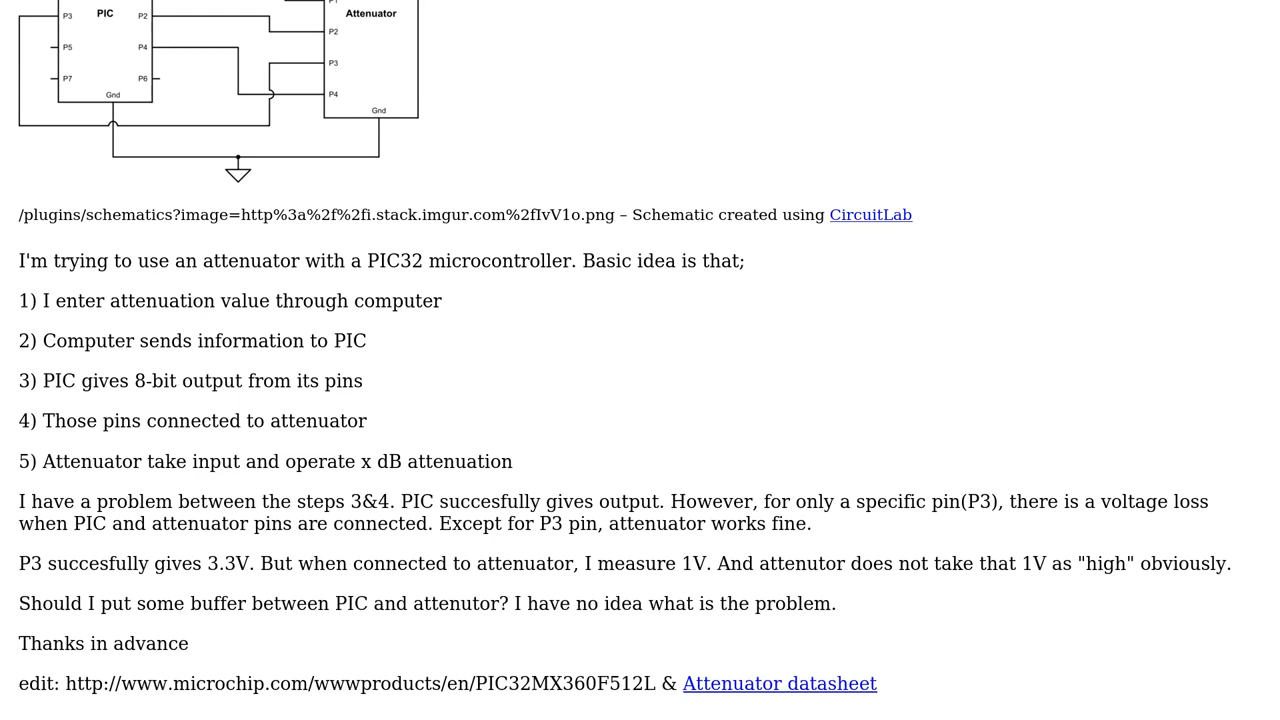 P1
P3 PIC P2 Attenuator
P2
P5 P4
P3
P7 P6
Gnd P4
Gnd
/plugins/schematics?image=http%3a%2f%2fi.stack.imgur.com%2fIvV1o.png – Schematic created using CircuitLab
I'm trying to use an attenuator with a PIC32 microcontroller. Basic idea is that;
1) I enter attenuation value through computer
2) Computer sends information to PIC
3) PIC gives 8-bit output from its pins
4) Those pins connected to attenuator
5) Attenuator take input and operate x dB attenuation
I have a problem between the steps 3&4. PIC succesfully gives output. However, for only a specific pin(P3), there is a voltage loss
when PIC and attenuator pins are connected. Except for P3 pin, attenuator works fine.
P3 succesfully gives 3.3V. But when connected to attenuator, I measure 1V. And attenutor does not take that 1V as "high" obviously.
Should I put some buffer between PIC and attenutor? I have no idea what is the problem.
Thanks in advance
edit: http://www.microchip.com/wwwproducts/en/PIC32MX360F512L & Attenuator datasheet